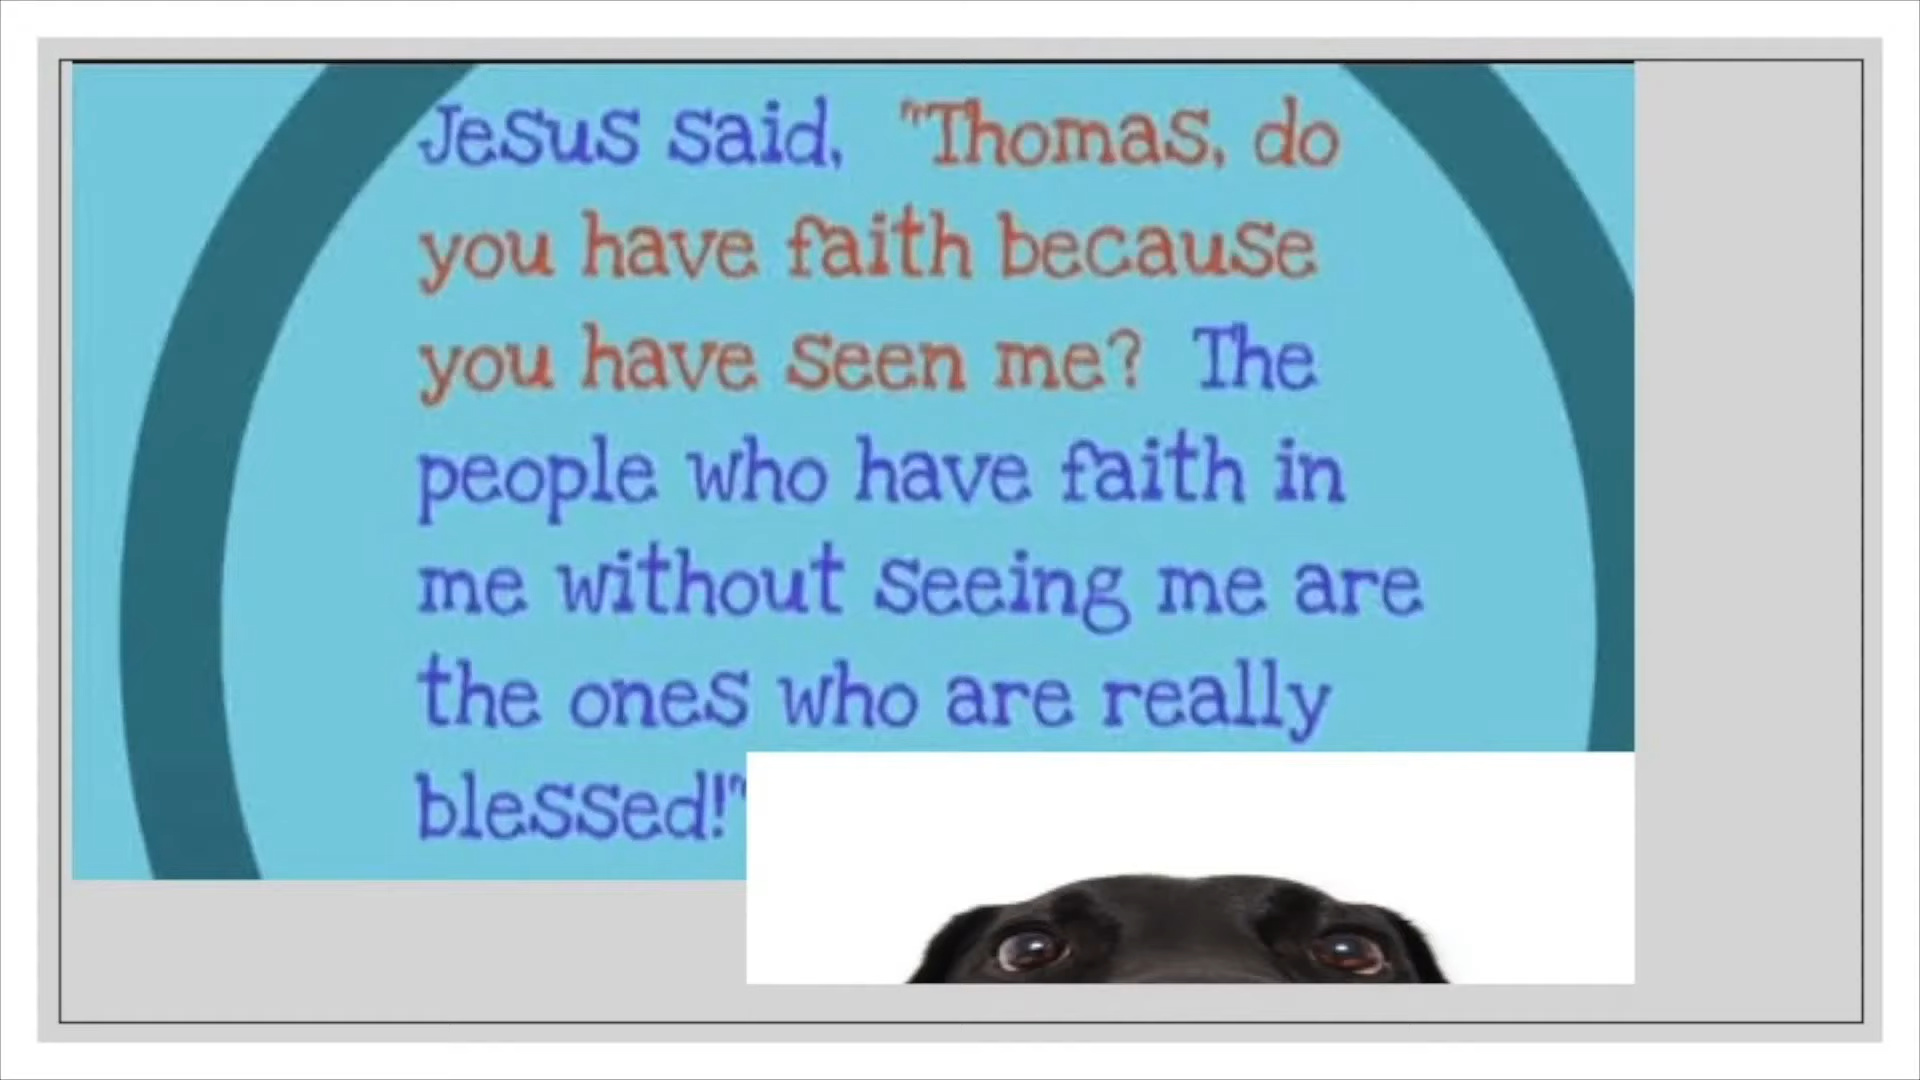 Jesus said, "Thomas, do
you have faith because
you have seen me? The
people who have faith in
me without seeing me are
the ones who are really
blessed!"